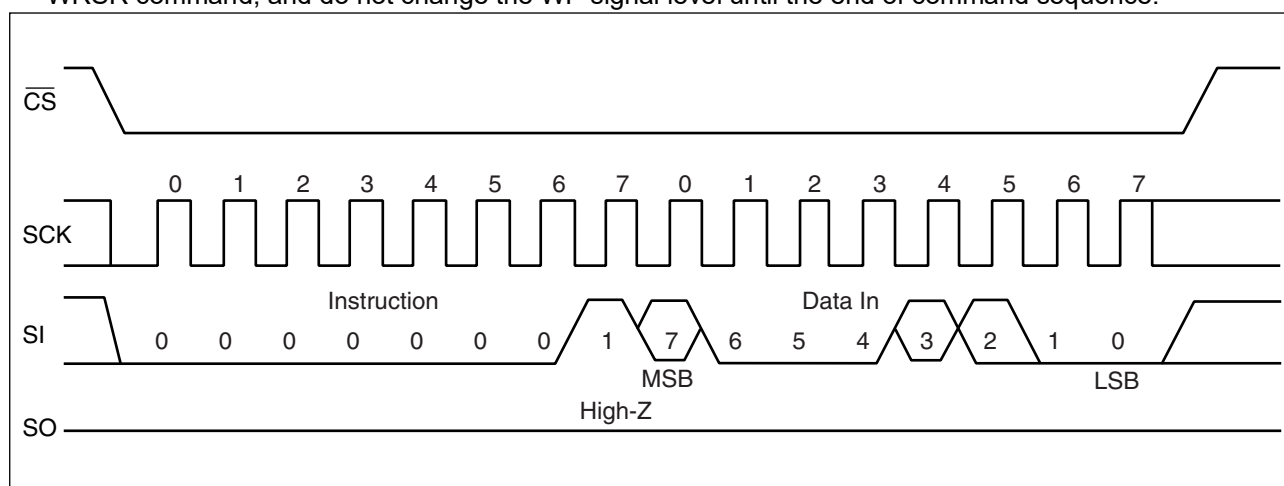 WRSR command, and do not change the WP signal level until the end of command sequence.
CS
0 1 2 3 4 5 6 7 0 1 2 3 4 5 6 7
SCK
Instruction Data In
SI 0 0 0 0 0 0 0 1 7 6 5 4 3 2 1 0
MSB LSB
High-Z
SO